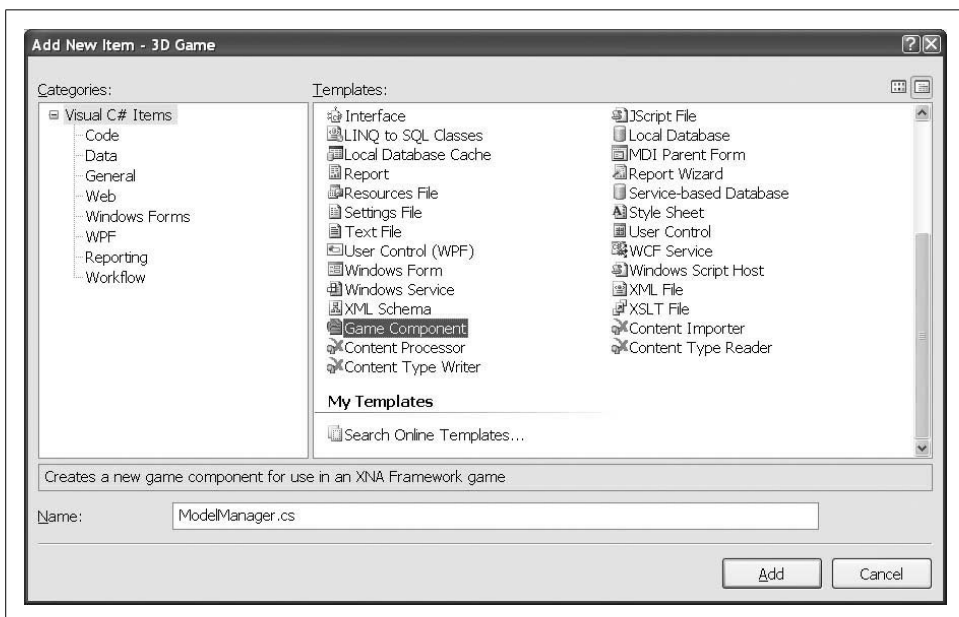 Add New Item - 3D Game
Categories:
Templates:
Visual C# Items
Code
Data
General
Web
Windows Forms
WPF
Reporting
Workflow
Interface
LINQ to SQL Classes
Local Database Cache
Report
Resources File
Settings File
Text File
User Control (WPF)
Windows Form
Windows Service
XML Schema
Game Component
Content Processor
Content Type Writer
JScript File
Local Database
MDI Parent Form
Report Wizard
Service-based Database
Style Sheet
User Control
WCF Service
Windows Script Host
XML File
XSLT File
Content Importer
Content Type Reader
My Templates
Search Online Templates...
Creates a new game component for use in an XNA Framework game
Name:
ModelManager.cs
Add
Cancel